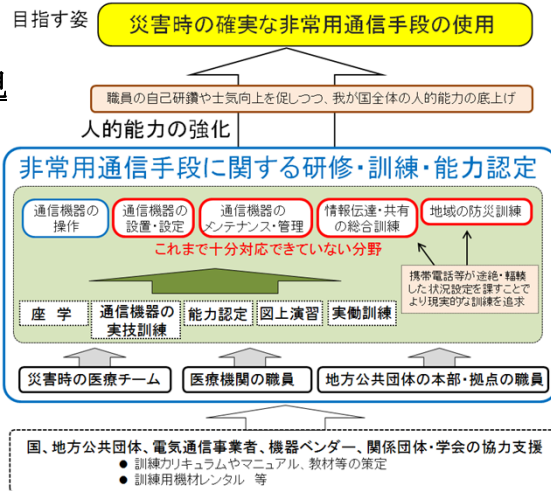 目指す姿
災害時の確実な非常用通信手段の使用
職員の自己研鑽や士気向上を促しつつ、我が国全体の人的能力の底上げ
人的能力の強化
非常用通信手段に関する研修・訓練・能力認定
通信機器の
操作
通信機器の
設置・設定
通信機器の
メンテナンス・管理
情報伝達・共有
の総合訓練
地域の防災訓練
これまで十分対応できていない分野
携帯電話等が途絶・輻輳
した状況設定を課すことで
より現実的な訓練を追求
座 学
通信機器の
実技訓練
能力認定
図上演習
実働訓練
災害時の医療チーム
医療機関の職員
地方公共団体の本部・拠点の職員
国、地方公共団体、電気通信事業者、機器ベンダー、関係団体・学会の協力支援
● 訓練カリキュラムやマニュアル、教材等の策定
● 訓練用機材レンタル 等